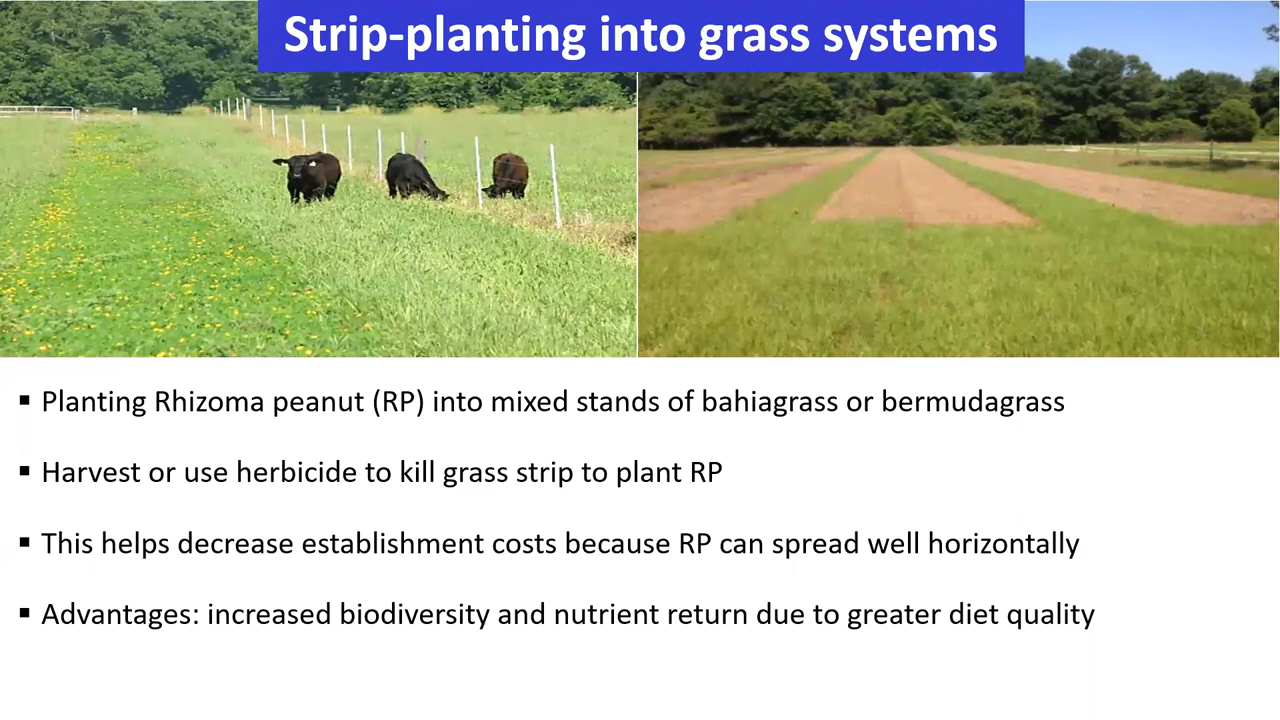 Strip-planting into grass systems
▪ Planting Rhizoma peanut (RP) into mixed stands of bahiagrass or bermudagrass
▪ Harvest or use herbicide to kill grass strip to plant RP
▪ This helps decrease establishment costs because RP can spread well horizontally
▪ Advantages: increased biodiversity and nutrient return due to greater diet quality